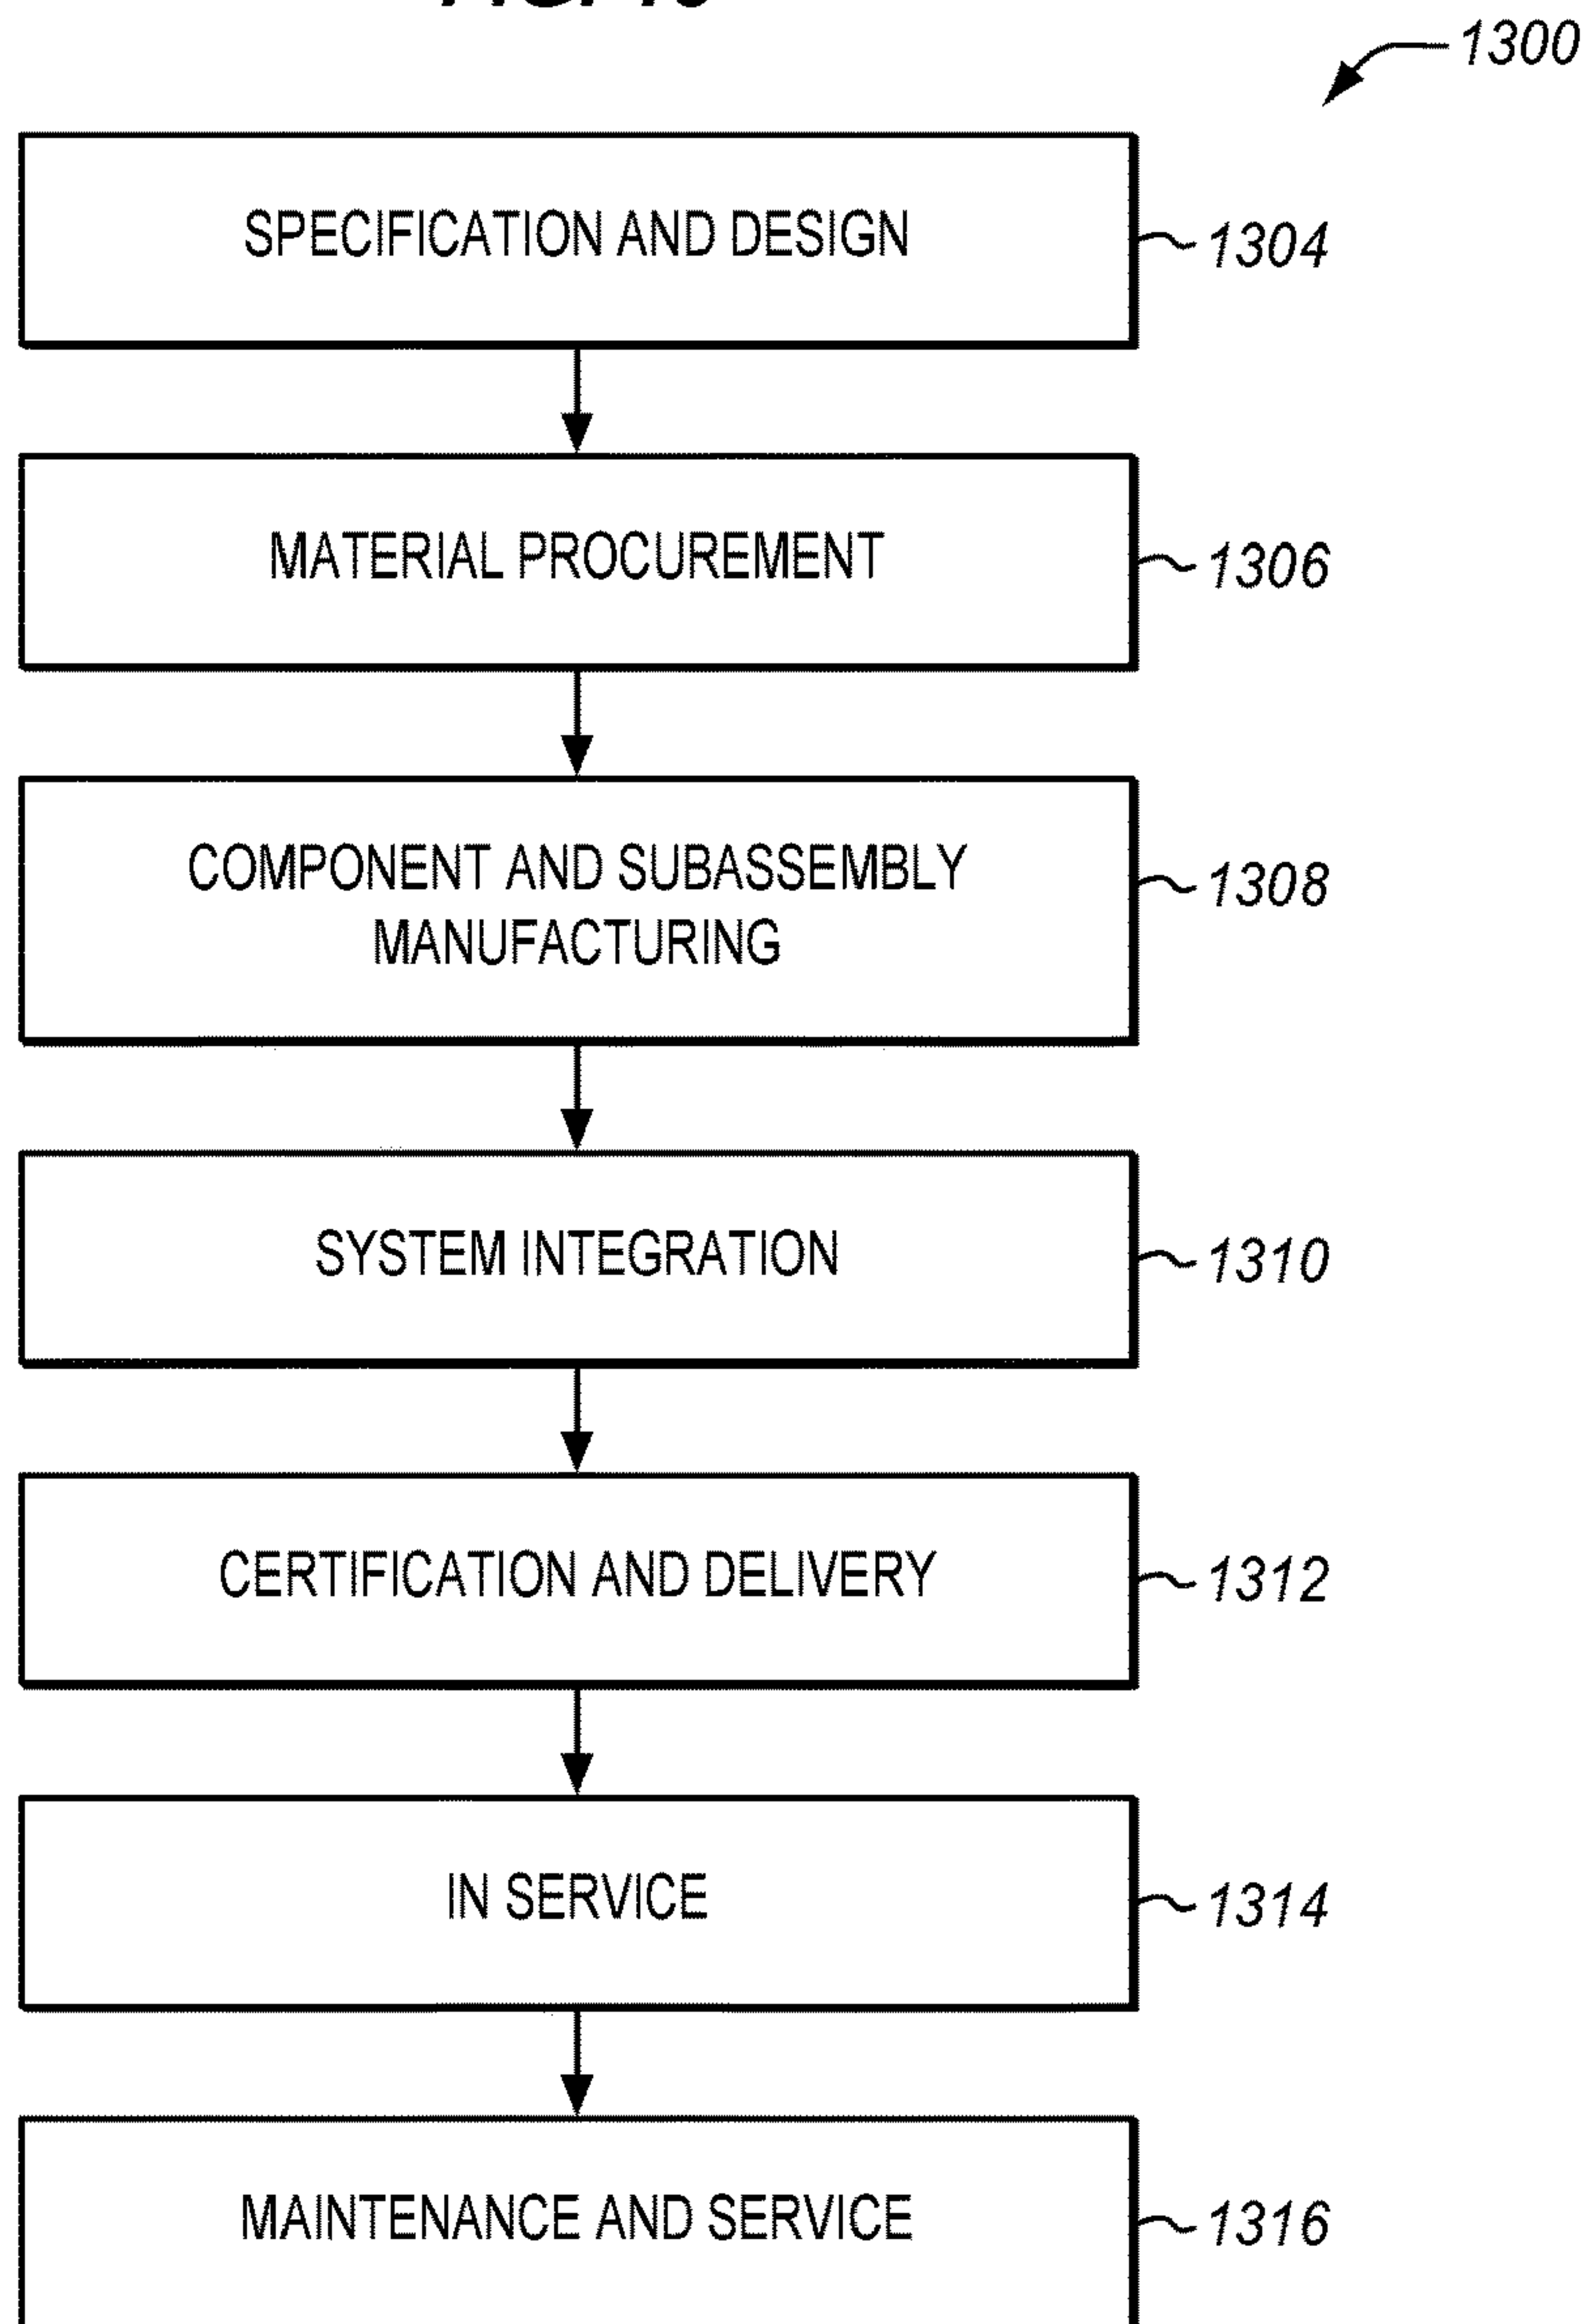 1300
SPECIFICATION AND DESIGN
1304
MATERIAL PROCUREMENT
1306
COMPONENT AND SUBASSEMBLY
MANUFACTURING
1308
SYSTEM INTEGRATION
1310
CERTIFICATION AND DELIVERY
1312
IN SERVICE
1314
MAINTENANCE AND SERVICE
1316